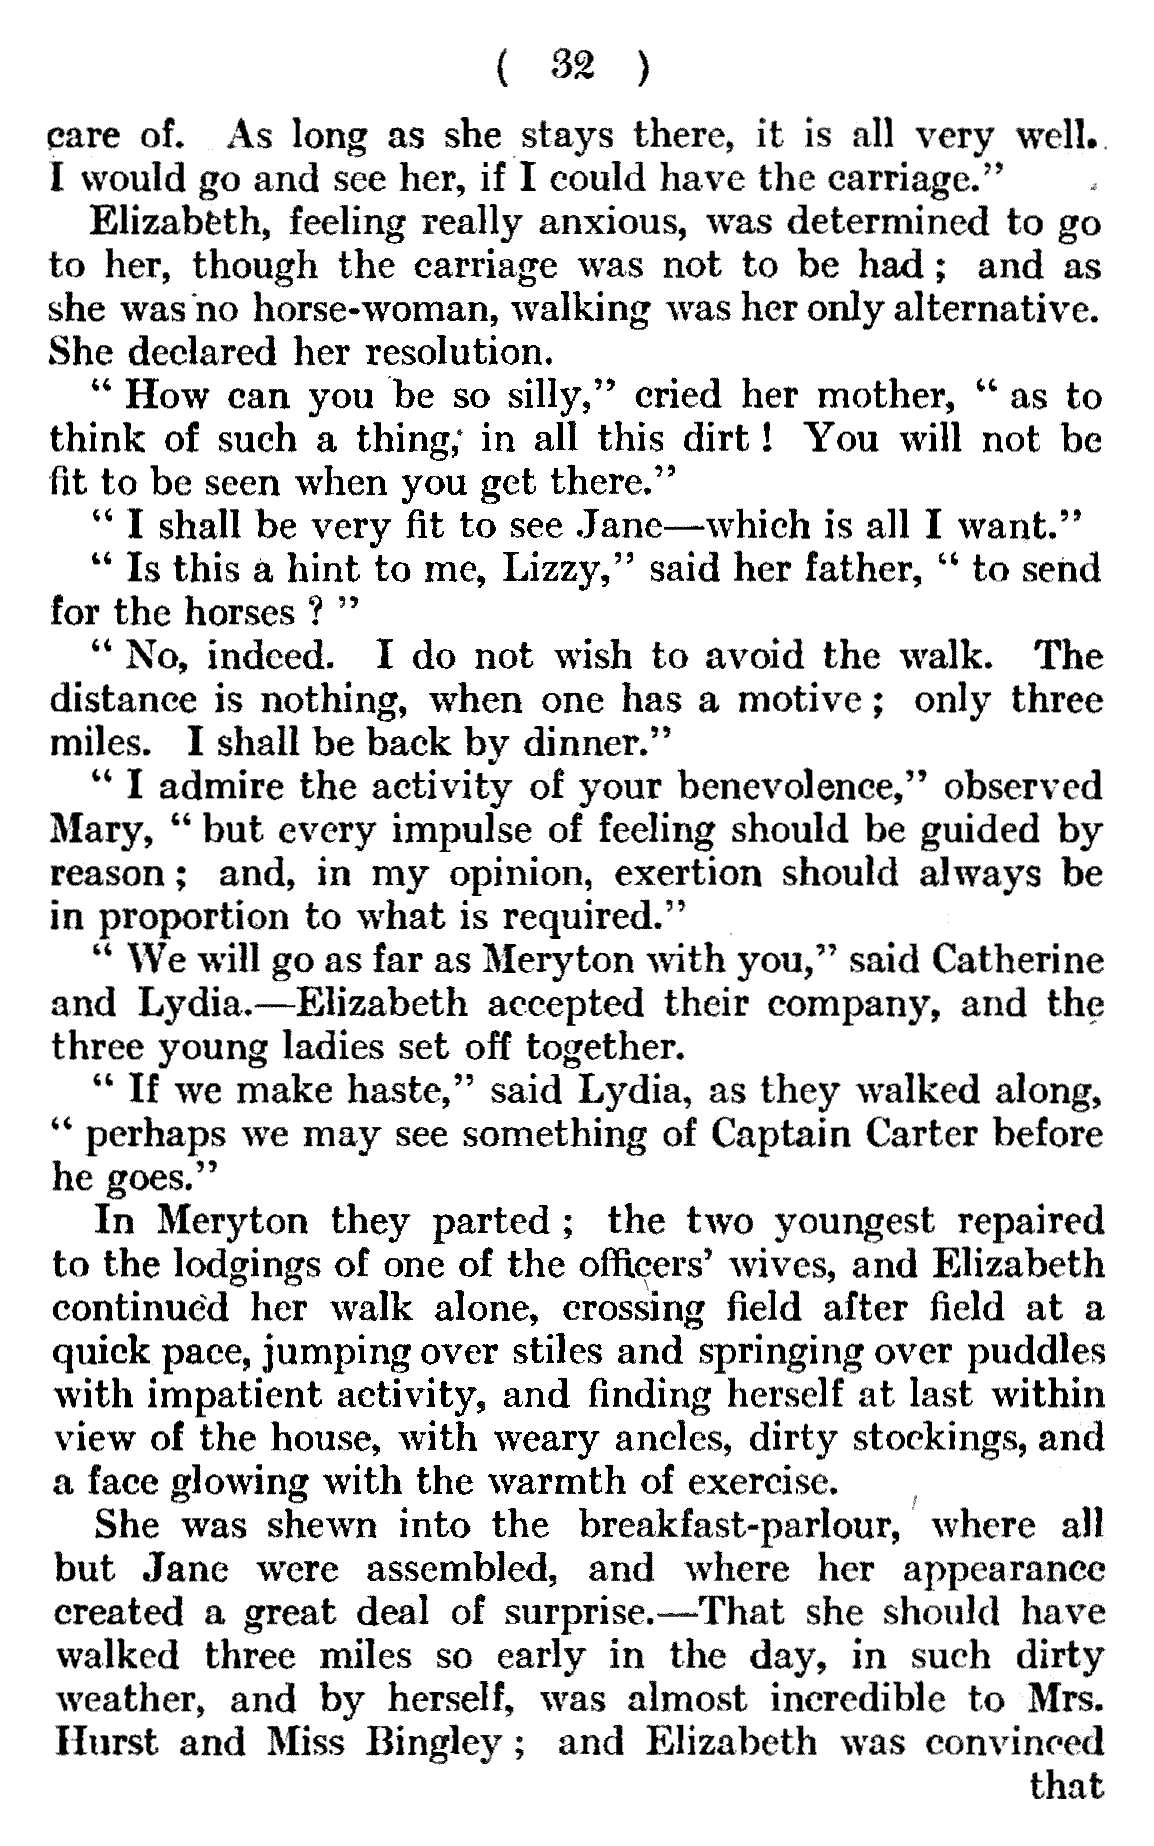 ( 32 )
care of. As long as she stays there, it is all very well.
I would go and see her, if I could have the carriage.”
Elizabeth, feeling really anxious, was determined to go
to her, though the carriage was not to be had ; and as
she was no horse-woman, walking was her only alternative.
She declared her resolution.
“ How can you be so silly,” cried her mother, “ as to
think of such a thing, in all this dirt ! You will not be
fit to be seen when you get there.”
“ I shall be very fit to see Jane—which is all I want.”
“ Is this a hint to me, Lizzy,” said her father, “ to send
for the horses ? ”
“ No, indeed. I do not wish to avoid the walk. The
distance is nothing, when one has a motive ; only three
miles. I shall be back by dinner.”
“ I admire the activity of your benevolence,” observed
Mary, “ but every impulse of feeling should be guided by
reason ; and, in my opinion, exertion should always be
in proportion to what is required.”
“ We will go as far as Meryton with you,” said Catherine
and Lydia.—Elizabeth accepted their company, and the
three young ladies set off together.
“ If we make haste,” said Lydia, as they walked along,
“ perhaps we may see something of Captain Carter before
he goes.”
In Meryton they parted ; the two youngest repaired
to the lodgings of one of the officers’ wives, and Elizabeth
continued her walk alone, crossing field after field at a
quick pace, jumping over stiles and springing over puddles
with impatient activity, and finding herself at last within
view of the house, with weary ancles, dirty stockings, and
a face glowing with the warmth of exercise.
She was shewn into the breakfast-parlour, where all
but Jane were assembled, and where her appearance
created a great deal of surprise.—That she should have
walked three miles so early in the day, in such dirty
weather, and by herself, was almost incredible to Mrs.
Hurst and Miss Bingley ; and Elizabeth was convinced
that